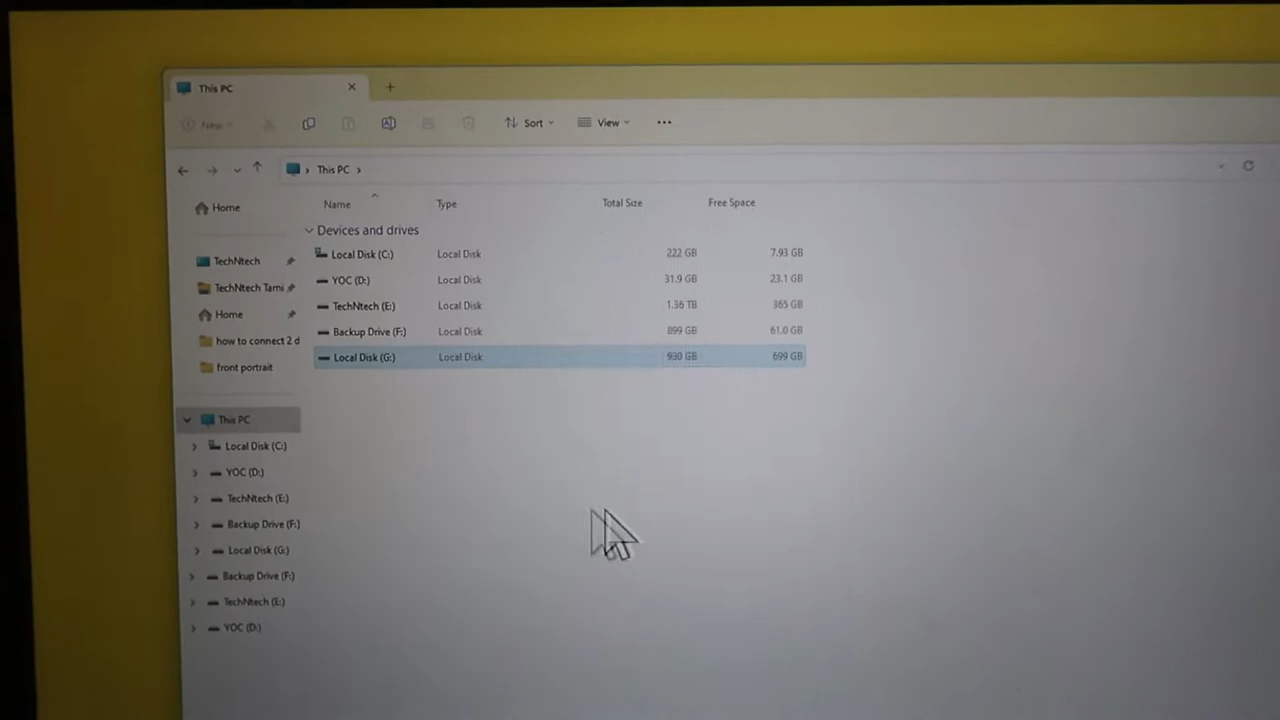 This PC
New
Sort
View
This PC
Name Type Total Size Free Space
Home
Devices and drives
Local Disk (C:) Local Disk 222 GB 7.93 GB
TechNtech
YOC (D:) Local Disk 31.9 GB 23.1 GB
TechNtech Tami
TechNtech (E:) Local Disk 1.36 TB 365 GB
Home
Backup Drive (F:) Local Disk 899 GB 61.0 GB
how to connect 2 d
Local Disk (G:) Local Disk 930 GB 699 GB
front portrait
This PC
Local Disk (C:)
YOC (D:)
TechNtech (E:)
Backup Drive (F:)
Local Disk (G:)
Backup Drive (F:)
TechNtech (E:)
YOC (D:)